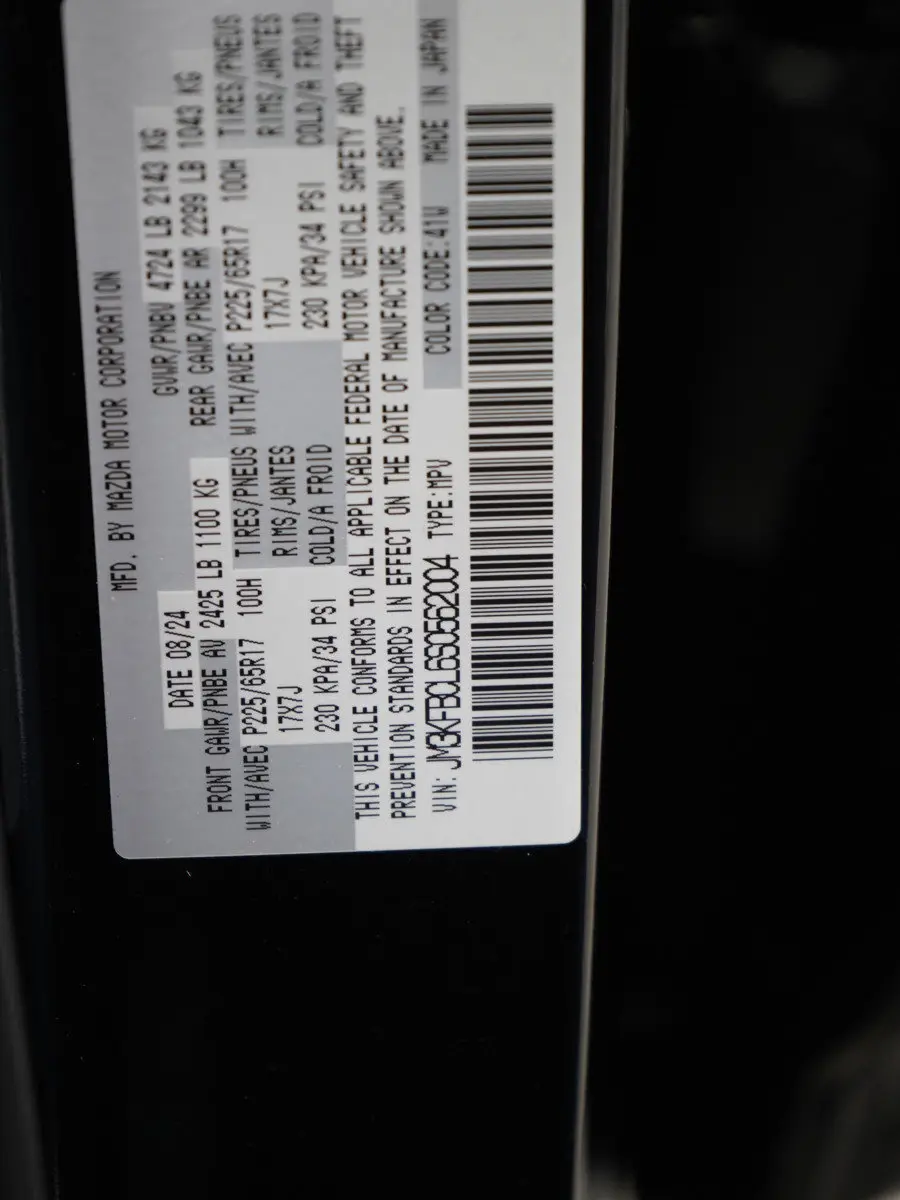 MFD. BY MAZDA MOTOR CORPORATION
DATE 08/24 GVWR/PNBV 4724 LB 2143 KG
FRONT GAWR/PNBE AV 2425 LB 1100 KG REAR GAWR/PNBE AR 2299 LB 1043 KG
WITH/AVEC P225/65R17 100H TIRES/PNEUS WITH/AVEC P225/65R17 100H TIRES/PNEUS
17X7J RIMS/JANTES 17X7J RIMS/JANTES
230 KPA/34 PSI COLD/A FROID 230 KPA/34 PSI COLD/A FROID
THIS VEHICLE CONFORMS TO ALL APPLICABLE FEDERAL MOTOR VEHICLE SAFETY AND THEFT
PREVENTION STANDARDS IN EFFECT ON THE DATE OF MANUFACTURE SHOWN ABOVE.
VIN: JM3KFBCL6S0562004 TYPE:MPV COLOR CODE:41W MADE IN JAPAN